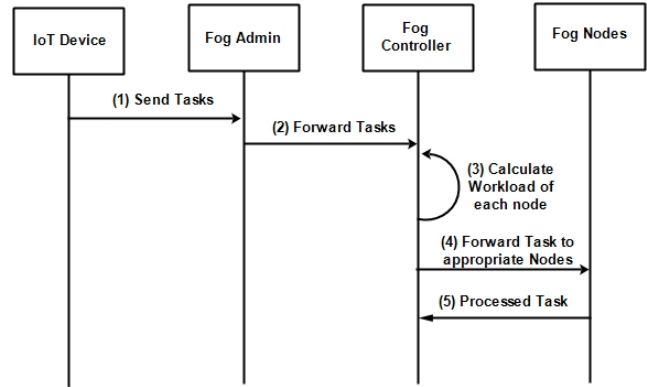 IoT Device
Fog Admin
Fog
Controller
Fog Nodes
(1) Send Tasks
(2) Forward Tasks
(3) Calculate
Workload of
each node
(4) Forward Task to
appropriate Nodes
(5) Processed Task